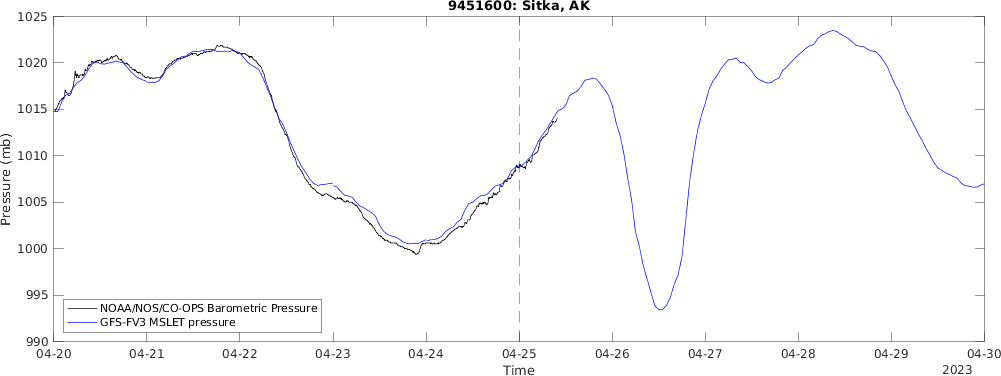 9451600: Sitka, AK
Pressure (mb)
1025
1020
1015
1010
1005
1000
995
990
NOAA/NOS/CO-OPS Barometric Pressure
GFS-FV3 MSLET pressure
04-20 04-21 04-22 04-23 04-24 04-25 04-26 04-27 04-28 04-29 04-30
Time
2023